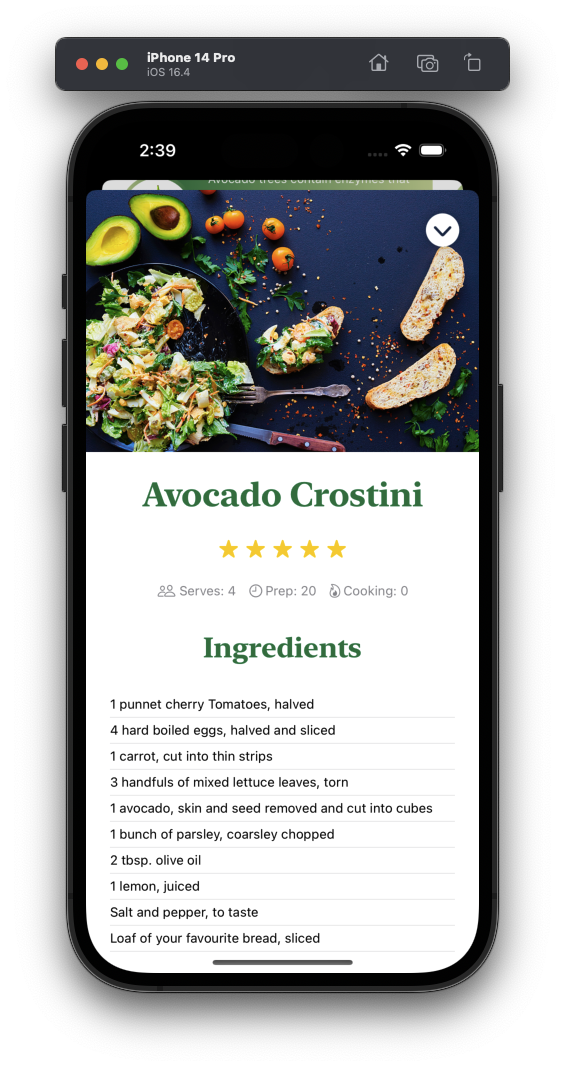 iPhone 14 Pro
iOS 16.4
2:39
Avocado trees contain enzymes that
Avocado Crostini
Serves: 4 Prep: 20 Cooking: 0
Ingredients
1 punnet cherry Tomatoes, halved
4 hard boiled eggs, halved and sliced
1 carrot, cut into thin strips
3 handfuls of mixed lettuce leaves, torn
1 avocado, skin and seed removed and cut into cubes
1 bunch of parsley, coarsley chopped
2 tbsp. olive oil
1 lemon, juiced
Salt and pepper, to taste
Loaf of your favourite bread, sliced